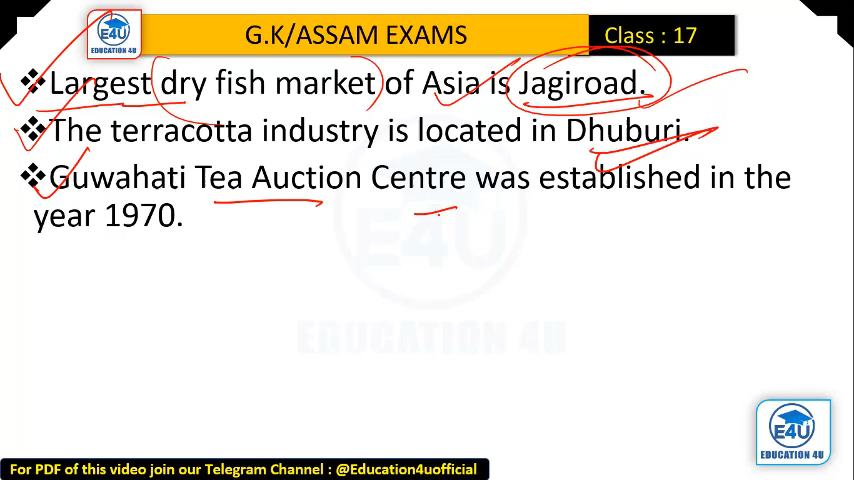 E4U
EDUCATION 4U
G.K/ASSAM EXAMS
Class : 17
❖Largest dry fish market of Asia is Jagiroad.
❖The terracotta industry is located in Dhuburi.
❖Guwahati Tea Auction Centre was established in the
year 1970.
E4U
EDUCATION 4U
E4U
EDUCATION 4U
For PDF of this video join our Telegram Channel : @Education4uofficial